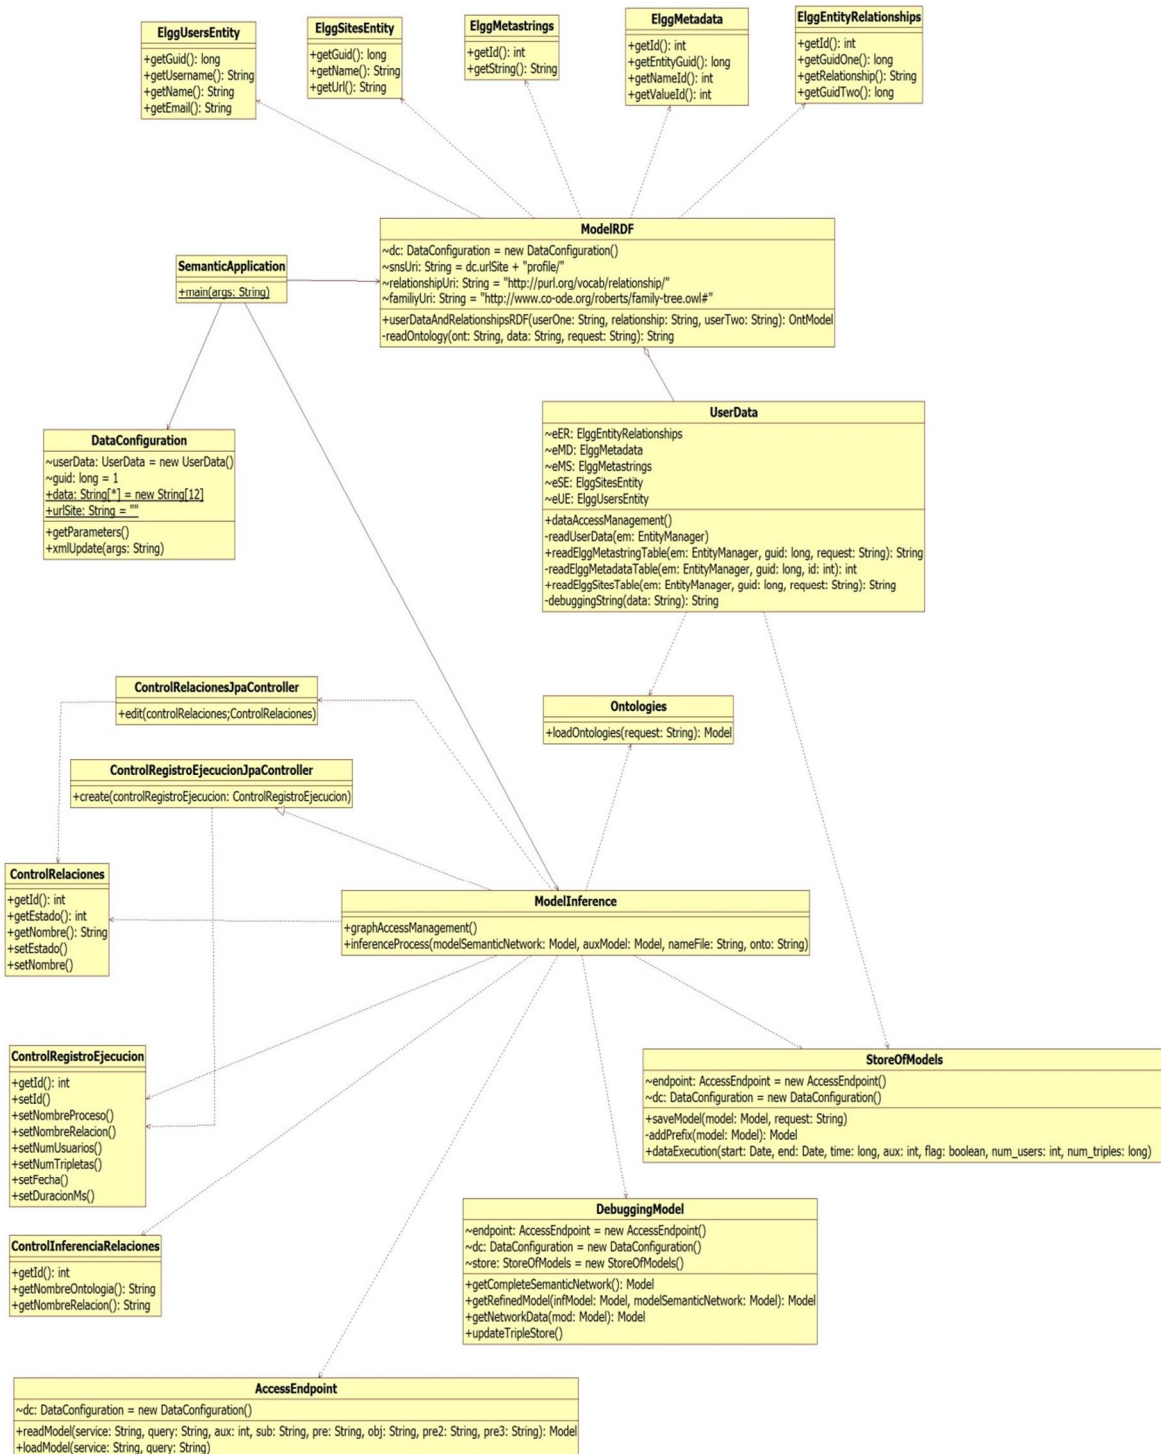 ElggUsersEntity
+getGuid(): long
+getUsername(): String
+getName(): String
+getEmail(): String
ElggSitesEntity
+getGuid(): long
+getName(): String
+getUrl(): String
ElggMetastrings
+getId(): int
+getString(): String
ElggMetadata
+getId(): int
+getEntityGuid(): long
+getNameId(): int
+getValueId(): int
ElggEntityRelationships
+getId(): int
+getGuidOne(): long
+getRelationship(): String
+getGuidTwo(): long
ModelRDF
~dc: DataConfiguration = new DataConfiguration()
~snsUri: String = dc.urlSite + "profile/"
~relationshipUri: String = "http://purl.org/vocab/relationship/"
~familiyUri: String = "http://www.co-ode.org/roberts/family-tree.owl#"
+userDataAndRelationshipsRDF(userOne: String, relationship: String, userTwo: String): OntModel
-readOntology(ont: String, data: String, request: String): String
SemanticApplication
+main(args: String)
DataConfiguration
~userData: UserData = new UserData()
~guid: long = 1
+data: String[*] = new String[12]
+urlSite: String = ""
+getParameters()
+xmlUpdate(args: String)
UserData
~eER: ElggEntityRelationships
~eMD: ElggMetadata
~eMS: ElggMetastrings
~eSE: ElggSitesEntity
~eUE: ElggUsersEntity
+dataAccessManagement()
-readUserData(em: EntityManager)
+readElggMetastringTable(em: EntityManager, guid: long, request: String): String
-readElggMetadataTable(em: EntityManager, guid: long, id: int): int
+readElggSitesTable(em: EntityManager, guid: long, request: String): String
-debuggingString(data: String): String
ControlRelacionesJpaController
+edit(controlRelaciones;ControlRelaciones)
Ontologies
+loadOntologies(request: String): Model
ControlRegistroEjecucionJpaController
+create(controlRegistroEjecucion: ControlRegistroEjecucion)
ControlRelaciones
+getId(): int
+getEstado(): int
+getNombre(): String
+setEstado()
+setNombre()
ModelInference
+graphAccessManagement()
+inferenceProcess(modelSemanticNetwork: Model, auxModel: Model, nameFile: String, onto: String)
ControlRegistroEjecucion
+getId(): int
+setId()
+setNombreProceso()
+setNombreRelacion()
+setNumUsuarios()
+setNumTripletas()
+setFecha()
+setDuracionMs()
StoreOfModels
~endpoint: AccessEndpoint = new AccessEndpoint()
~dc: DataConfiguration = new DataConfiguration()
+saveModel(model: Model, request: String)
-addPrefix(model: Model): Model
+dataExecution(start: Date, end: Date, time: long, aux: int, flag: boolean, num_users: int, num_triples: long)
DebuggingModel
~endpoint: AccessEndpoint = new AccessEndpoint()
~dc: DataConfiguration = new DataConfiguration()
~store: StoreOfModels = new StoreOfModels()
+getCompleteSemanticNetwork(): Model
+getRefinedModel(infModel: Model, modelSemanticNetwork: Model): Model
+getNetworkData(mod: Model): Model
+updateTripleStore()
ControlInferenciaRelaciones
+getId(): int
+getNombreOntologia(): String
+getNombreRelacion(): String
AccessEndpoint
~dc: DataConfiguration = new DataConfiguration()
+readModel(service: String, query: String, aux: int, sub: String, pre: String, obj: String, pre2: String, pre3: String): Model
+loadModel(service: String, query: String)